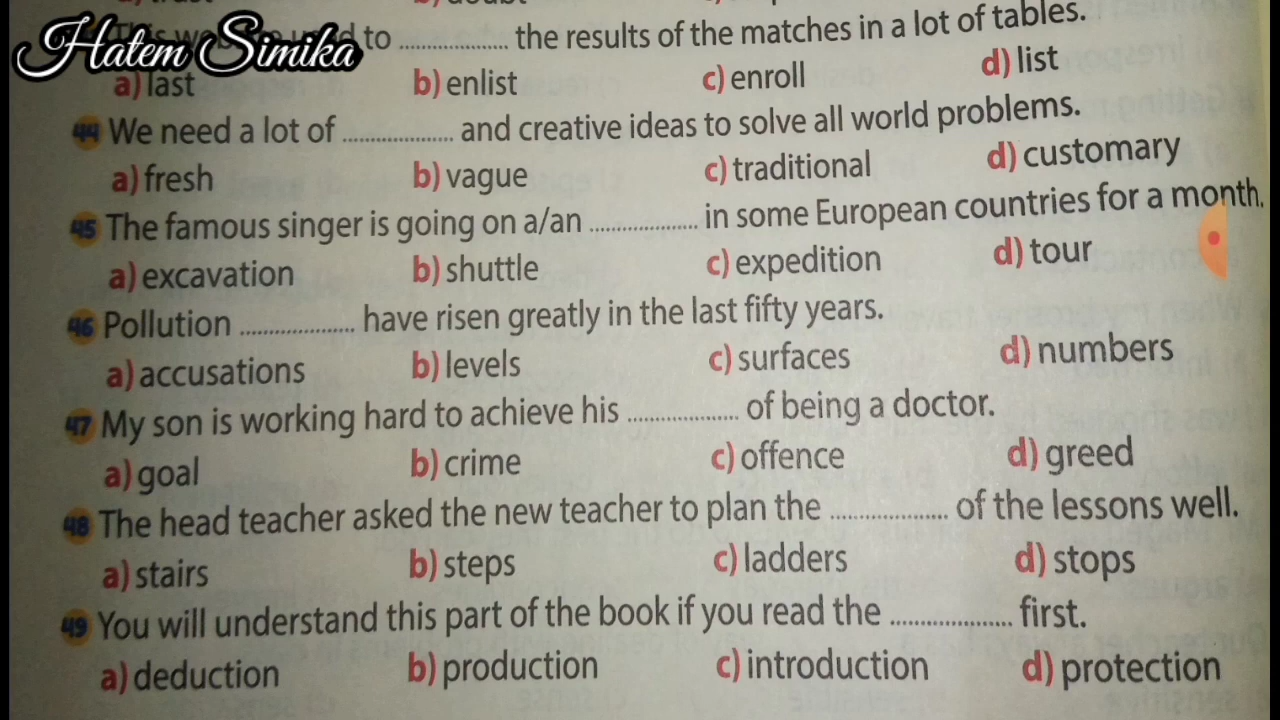 Hatem Simika
to .................... the results of the matches in a lot of tables.
a) last b) enlist c) enroll d) list
44 We need a lot of .................... and creative ideas to solve all world problems.
a) fresh b) vague c) traditional d) customary
45 The famous singer is going on a/an .................... in some European countries for a month.
a) excavation b) shuttle c) expedition d) tour
46 Pollution .................... have risen greatly in the last fifty years.
a) accusations b) levels c) surfaces d) numbers
47 My son is working hard to achieve his .................... of being a doctor.
a) goal b) crime c) offence d) greed
48 The head teacher asked the new teacher to plan the .................... of the lessons well.
a) stairs b) steps c) ladders d) stops
49 You will understand this part of the book if you read the .................... first.
a) deduction b) production c) introduction d) protection